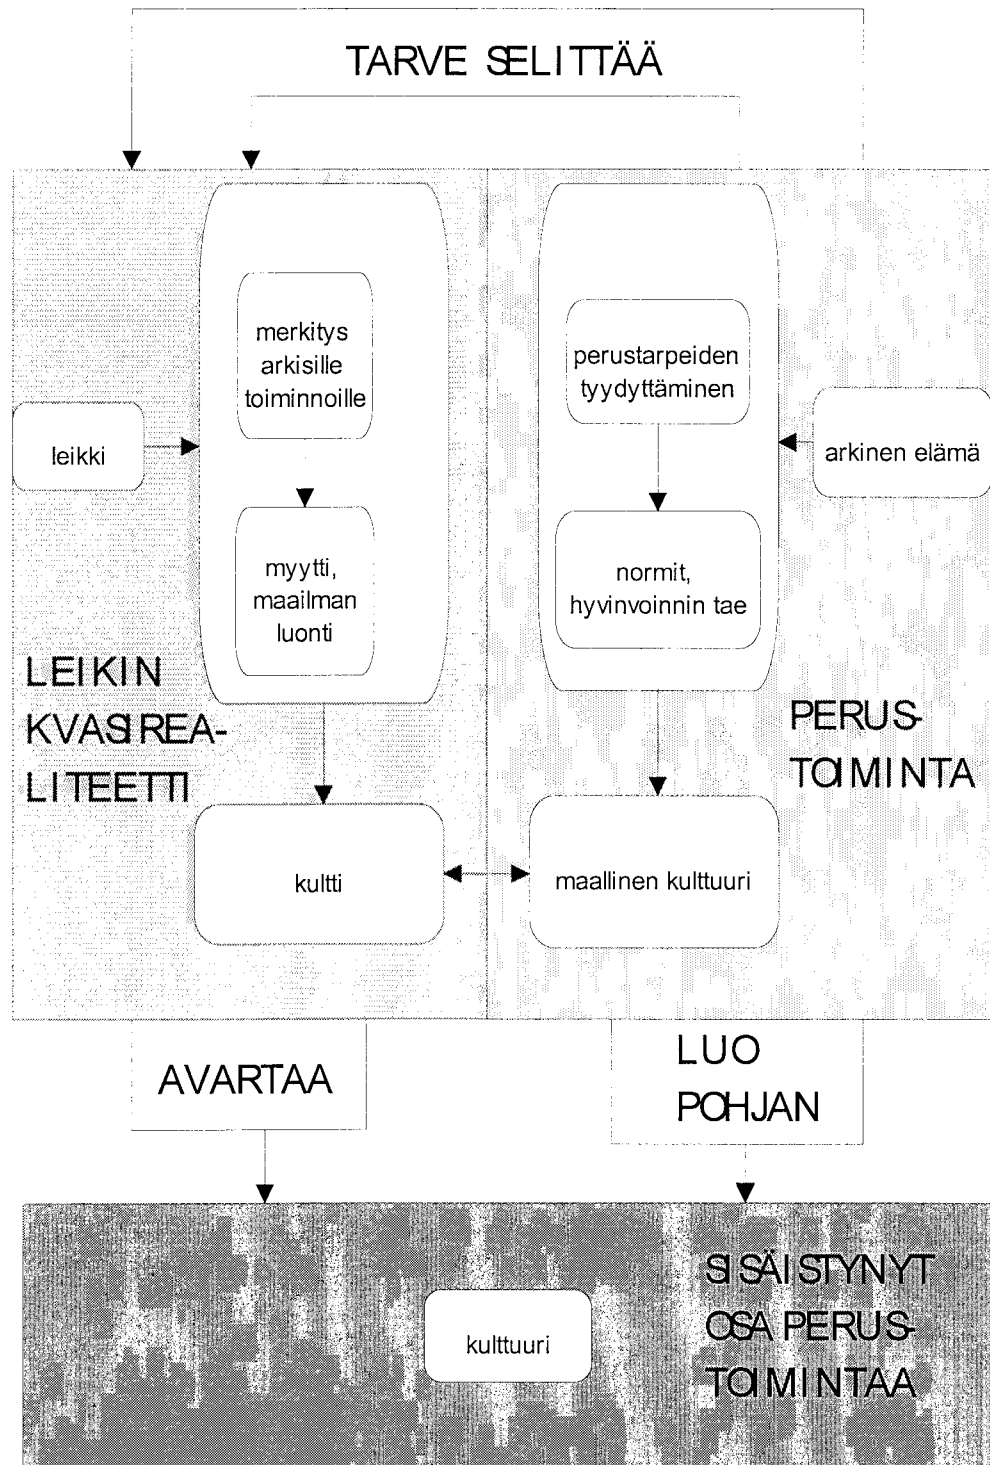 TARVE SELITTÄÄ
merkitys
arkisille
toiminnoille
perustarpeiden
tyydyttäminen
leikki
arkinen elämä
myytti,
maailman
luonti
normit,
hyvinvoinnin tae
LEIKIN
KVASIREA-
LITEETTI
PERUS-
TOIMINTA
kultti
maallinen kulttuuri
AVARTAA
LUO
POHJAN
SISÄISTYNYT
OSA PERUS-
TOIMINTAA
kulttuuri